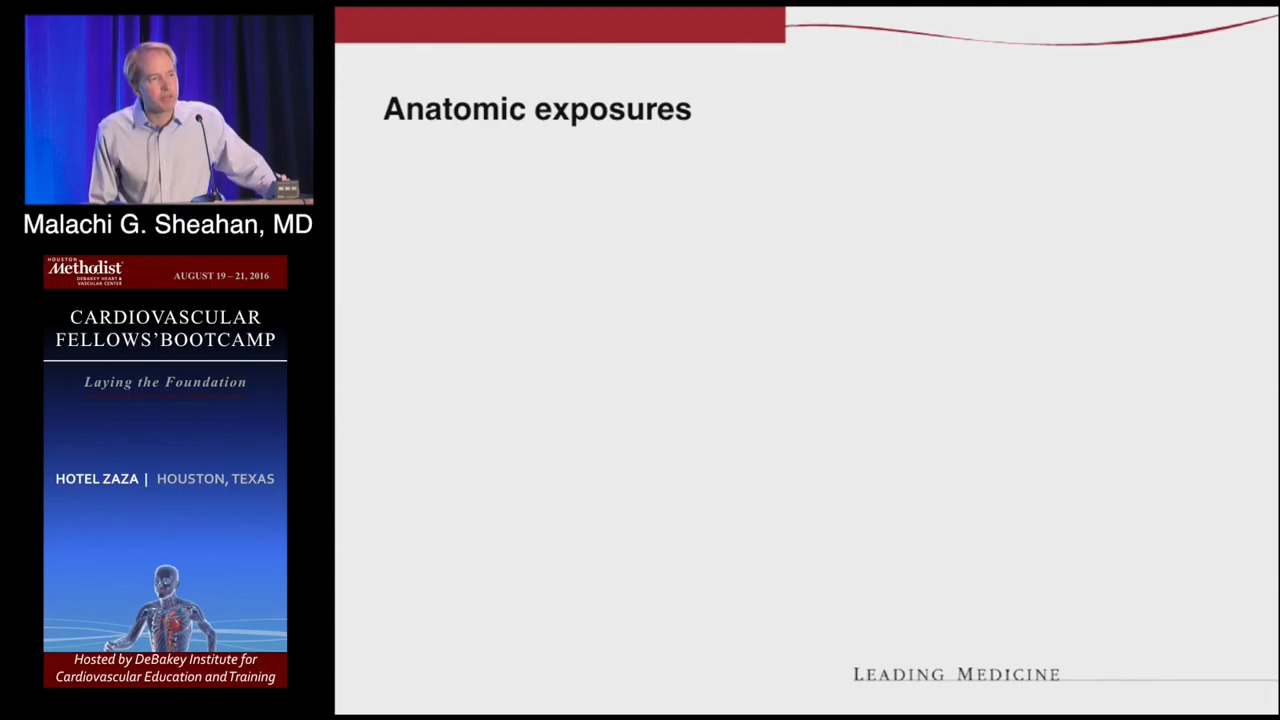 Malachi G. Sheahan, MD
HOUSTON
Methodist
DEBAKEY HEART &
VASCULAR CENTER
AUGUST 19 – 21, 2016
CARDIOVASCULAR
FELLOWS'BOOTCAMP
Laying the Foundation
HOTEL ZAZA | HOUSTON, TEXAS
Hosted by DeBakey Institute for
Cardiovascular Education and Training
Anatomic exposures
LEADING MEDICINE